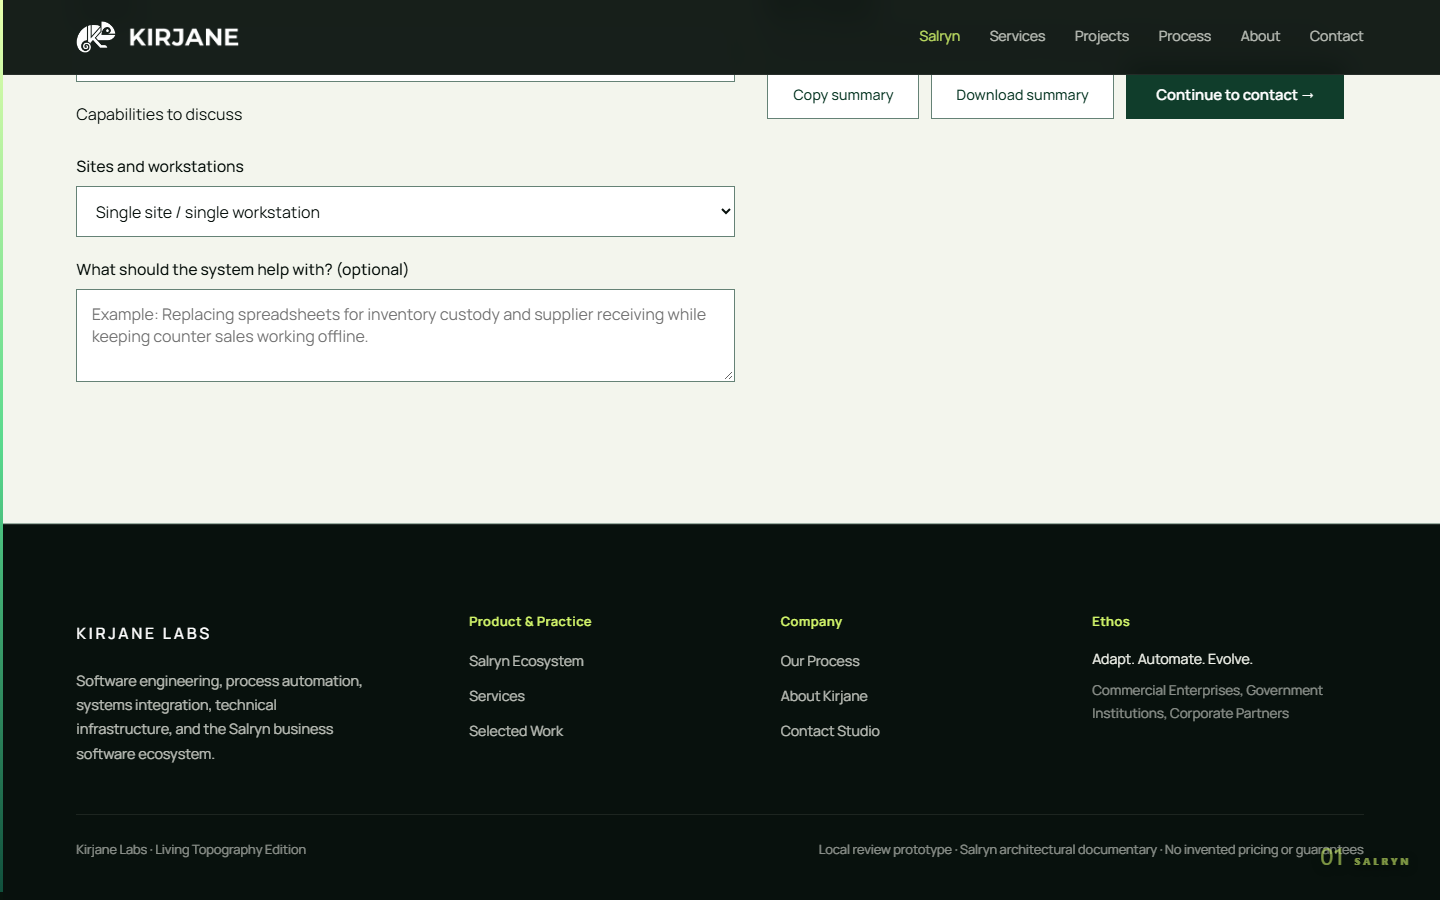 KIRJANE
Salryn Services Projects Process About Contact
Copy summary Download summary Continue to contact →
Capabilities to discuss
Sites and workstations
Single site / single workstation
What should the system help with? (optional)
Example: Replacing spreadsheets for inventory custody and supplier receiving while
keeping counter sales working offline.
KIRJANE LABS
Software engineering, process automation,
systems integration, technical
infrastructure, and the Salryn business
software ecosystem.
Product & Practice
Salryn Ecosystem
Services
Selected Work
Company
Our Process
About Kirjane
Contact Studio
Ethos
Adapt. Automate. Evolve.
Commercial Enterprises, Government
Institutions, Corporate Partners
Kirjane Labs · Living Topography Edition
Local review prototype · Salryn architectural documentary · No invented pricing or guarantees
01 SALRYN